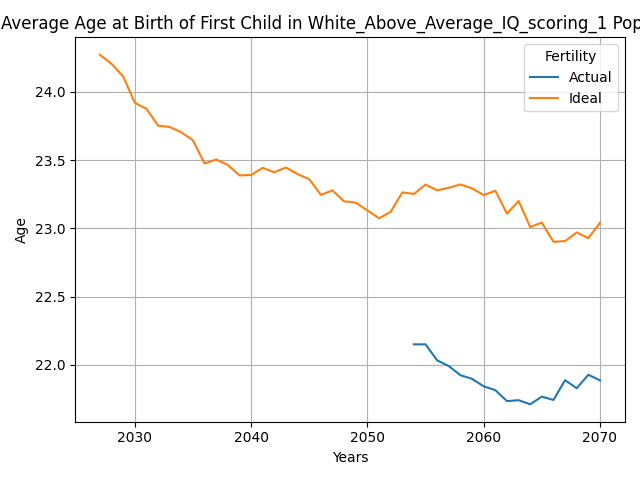 Average Age at Birth of First Child in White_Above_Average_IQ_scoring_1 Pop
Fertility
Actual
Ideal
24.0
23.5
23.0
22.5
22.0
Age
2030 2040 2050 2060 2070
Years